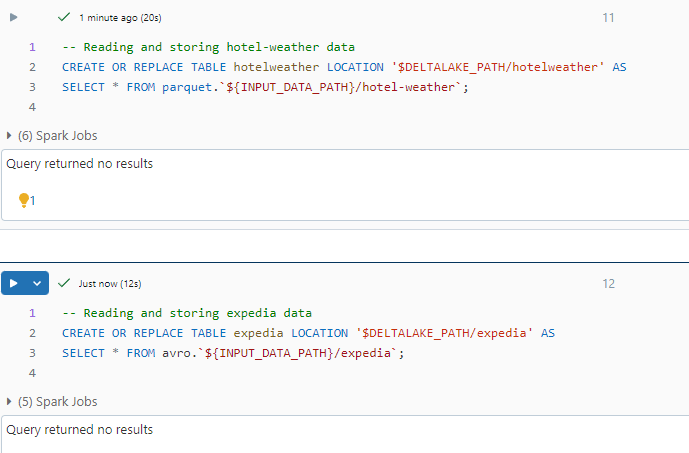 1 minute ago (20s)
11
1 -- Reading and storing hotel-weather data
2 CREATE OR REPLACE TABLE hotelweather LOCATION '$DELTALAKE_PATH/hotelweather' AS
3 SELECT * FROM parquet.`${INPUT_DATA_PATH}/hotel-weather`;
4
(6) Spark Jobs
Query returned no results
1
Just now (12s)
12
1 -- Reading and storing expedia data
2 CREATE OR REPLACE TABLE expedia LOCATION '$DELTALAKE_PATH/expedia' AS
3 SELECT * FROM avro.`${INPUT_DATA_PATH}/expedia`;
4
(5) Spark Jobs
Query returned no results